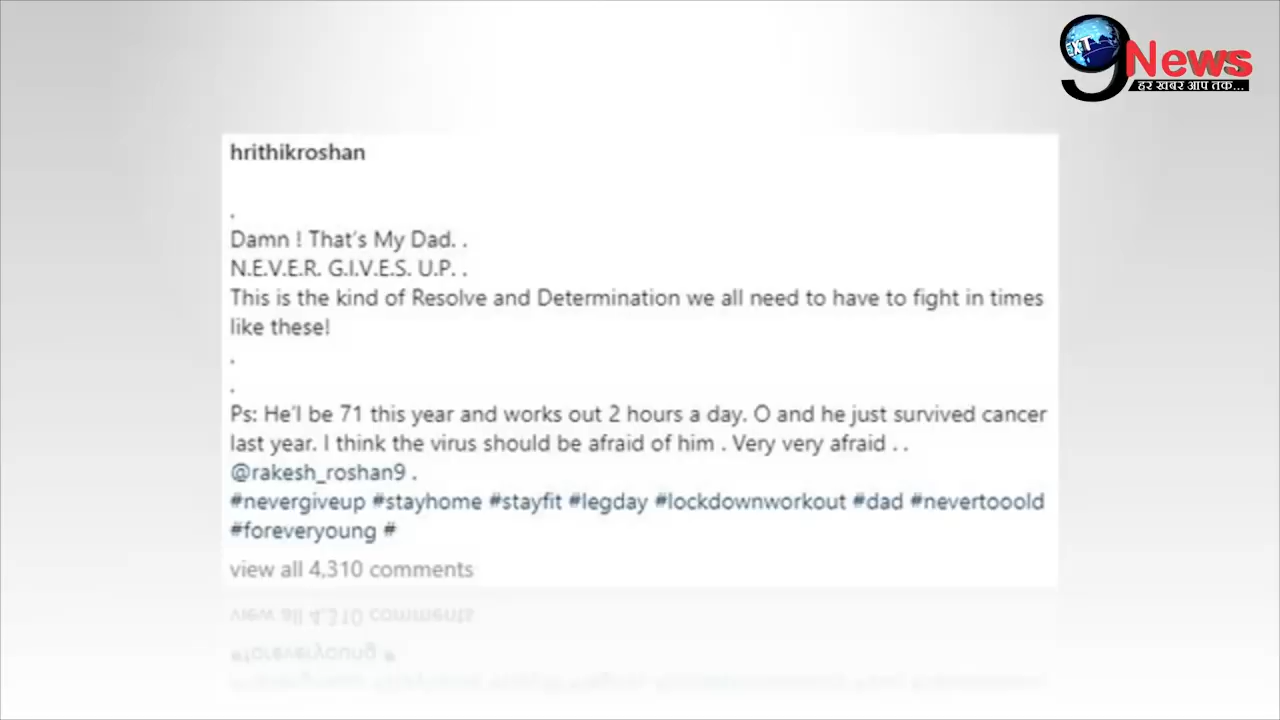 EXT
9 News
हर खबर आप तक...
hrithikroshan
.
Damn ! That's My Dad. .
N.E.V.E.R. G.I.V.E.S. U.P. .
This is the kind of Resolve and Determination we all need to have to fight in times
like these!
.
.
Ps: He'l be 71 this year and works out 2 hours a day. O and he just survived cancer
last year. I think the virus should be afraid of him . Very very afraid . .
@rakesh_roshan9 .
#nevergiveup #stayhome #stayfit #legday #lockdownworkout #dad #nevertooold
#foreveryoung #
view all 4,310 comments